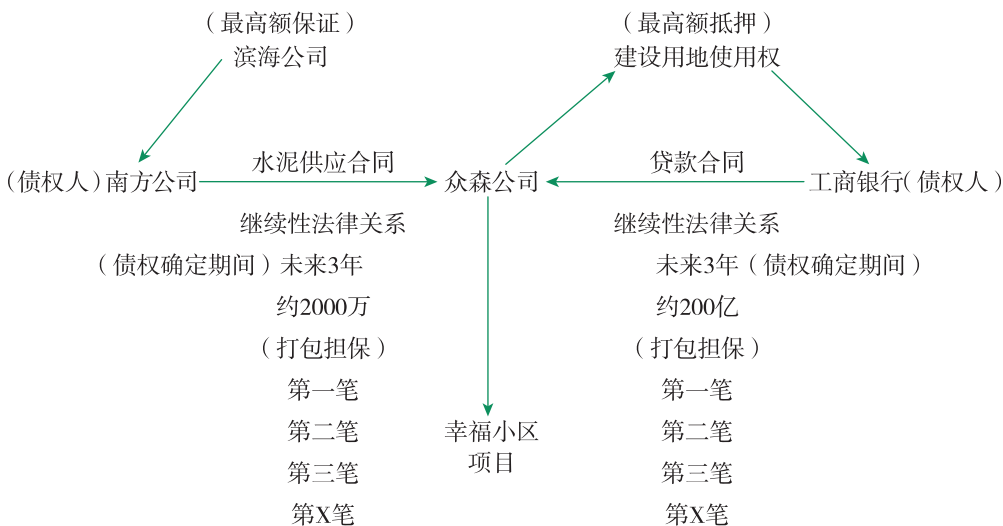 （最高额保证）
滨海公司
（最高额抵押）
建设用地使用权
水泥供应合同
贷款合同
（债权人）南方公司
众森公司
工商银行（债权人）
继续性法律关系
（债权确定期间）未来3年
约2000万
（打包担保）
第一笔
第二笔
第三笔
第X笔
继续性法律关系
未来3年（债权确定期间）
约200亿
（打包担保）
第一笔
第二笔
第三笔
第X笔
幸福小区
项目